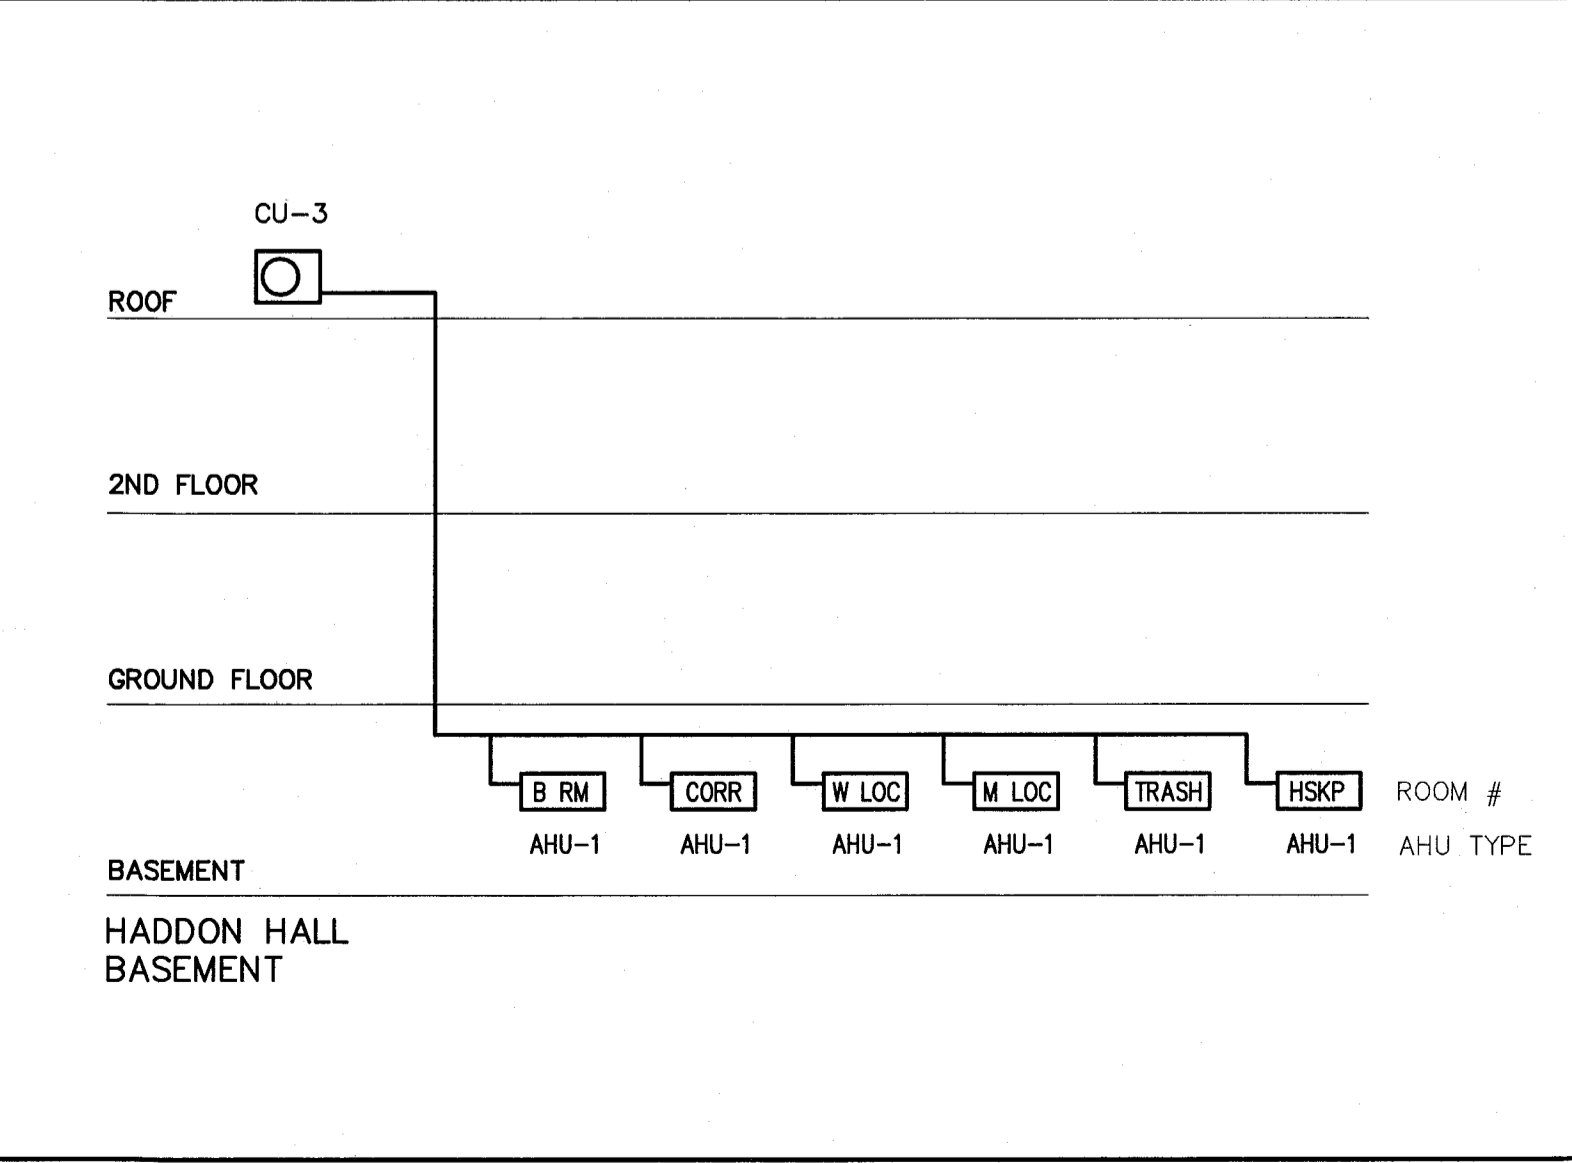 CU-3
ROOF
2ND FLOOR
GROUND FLOOR
B RM CORR W LOC M LOC TRASH HSKP ROOM #
AHU-1 AHU-1 AHU-1 AHU-1 AHU-1 AHU-1 AHU TYPE
BASEMENT
HADDON HALL
BASEMENT